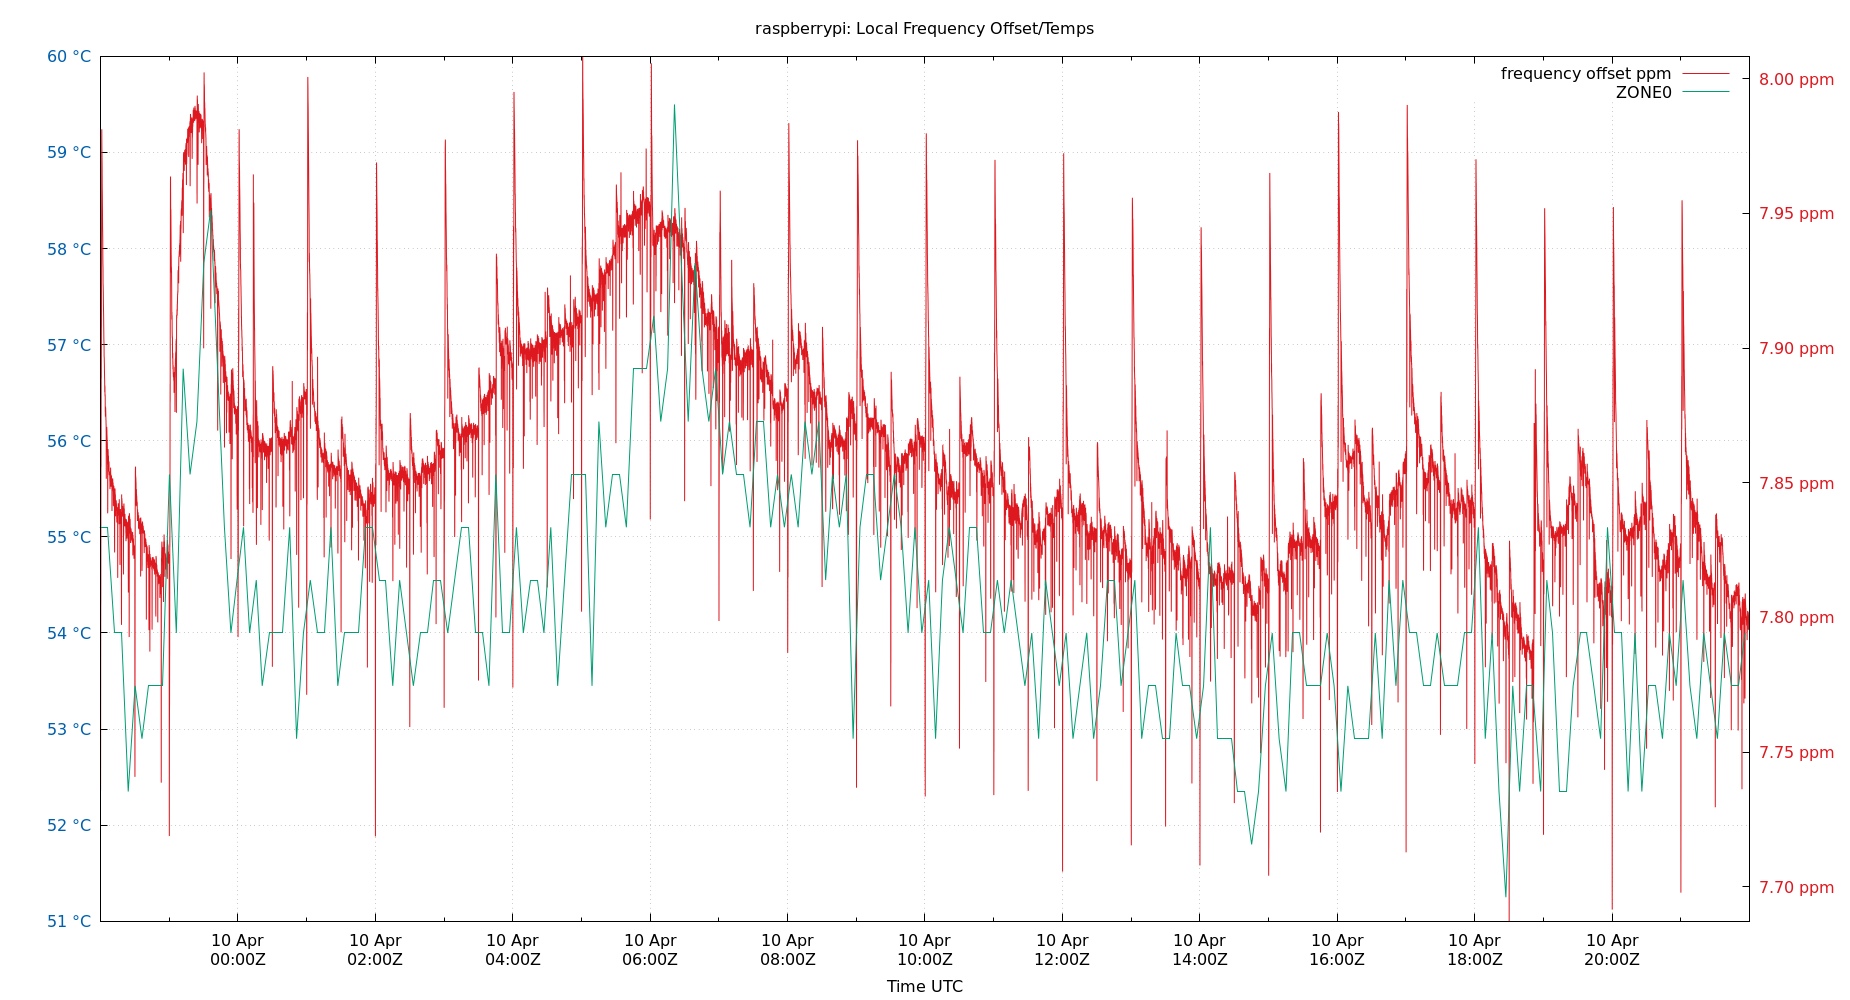 raspberrypi: Local Frequency Offset/Temps
frequency offset ppm
ZONE0
60 °C
59 °C
58 °C
57 °C
56 °C
55 °C
54 °C
53 °C
52 °C
51 °C
8.00 ppm
7.95 ppm
7.90 ppm
7.85 ppm
7.80 ppm
7.75 ppm
7.70 ppm
10 Apr 10 Apr 10 Apr 10 Apr 10 Apr 10 Apr 10 Apr 10 Apr 10 Apr 10 Apr 10 Apr
00:00Z 02:00Z 04:00Z 06:00Z 08:00Z 10:00Z 12:00Z 14:00Z 16:00Z 18:00Z 20:00Z
Time UTC